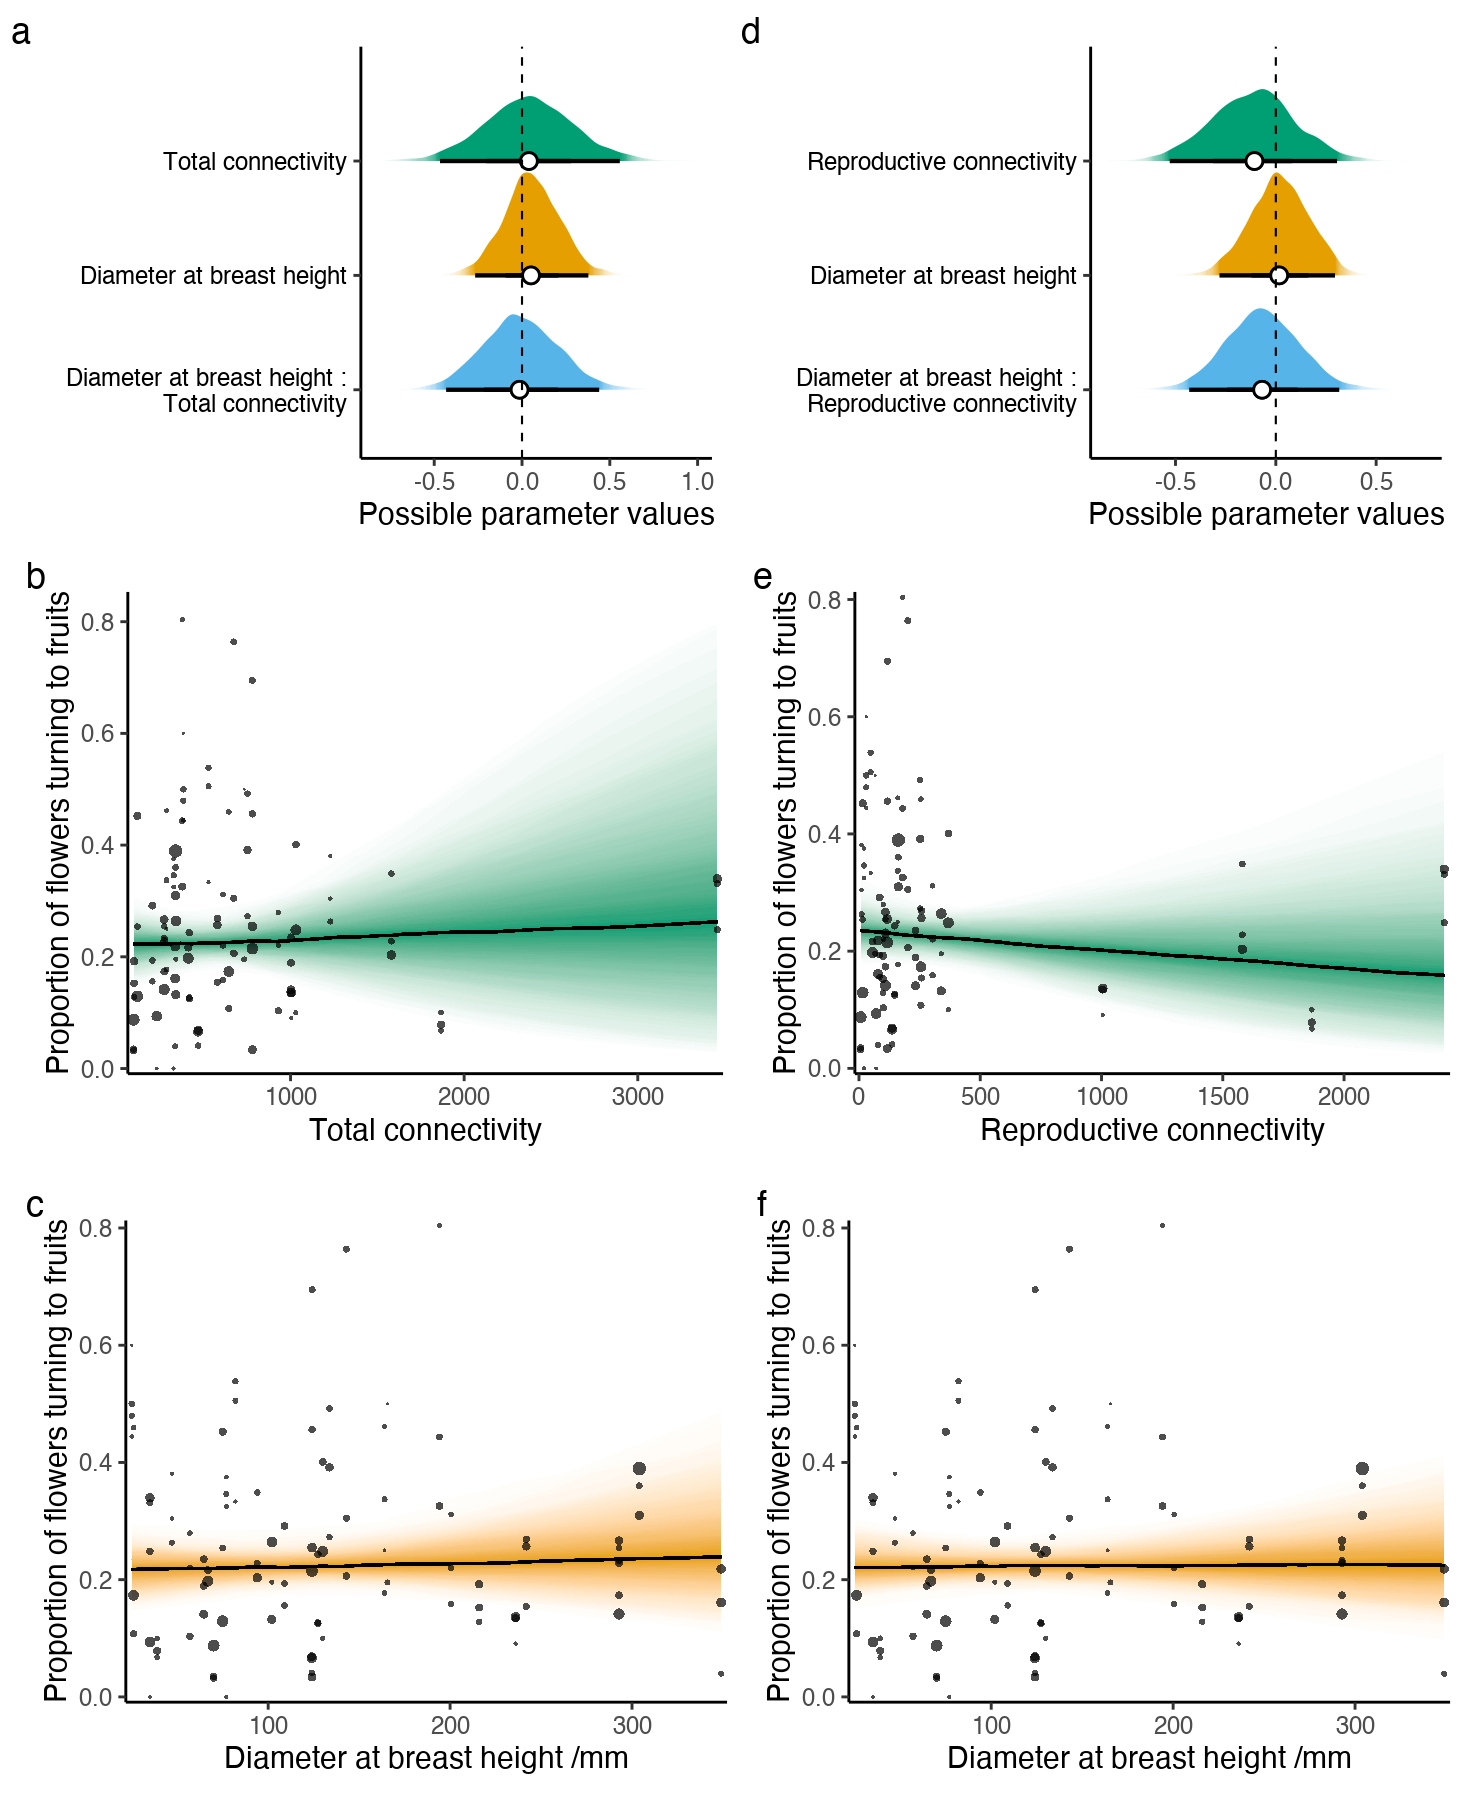 a
Total connectivity
Diameter at breast height
Diameter at breast height :
Total connectivity
-0.5 0.0 0.5 1.0
Possible parameter values
d
Reproductive connectivity
Diameter at breast height
Diameter at breast height :
Reproductive connectivity
-0.5 0.0 0.5
Possible parameter values
b
Proportion of flowers turning to fruits
0.8
0.6
0.4
0.2
0.0
1000 2000 3000
Total connectivity
e
Proportion of flowers turning to fruits
0.8
0.6
0.4
0.2
0.0
0 500 1000 1500 2000
Reproductive connectivity
c
Proportion of flowers turning to fruits
0.8
0.6
0.4
0.2
0.0
100 200 300
Diameter at breast height /mm
f
Proportion of flowers turning to fruits
0.8
0.6
0.4
0.2
0.0
100 200 300
Diameter at breast height /mm